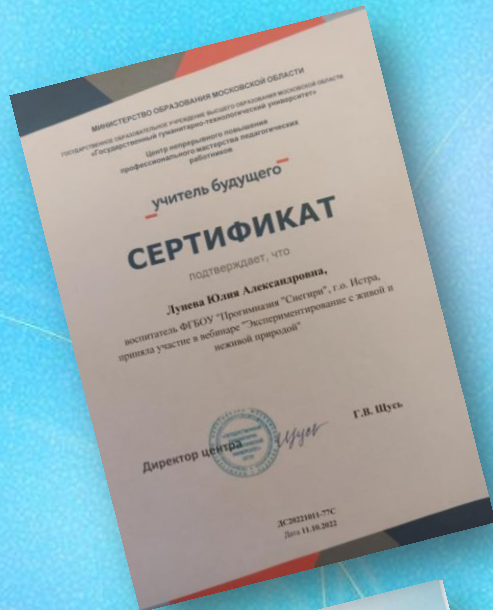 МИНИСТЕРСТВО ОБРАЗОВАНИЯ МОСКОВСКОЙ ОБЛАСТИ
ГОСУДАРСТВЕННОЕ ОБРАЗОВАТЕЛЬНОЕ УЧРЕЖДЕНИЕ ВЫСШЕГО ОБРАЗОВАНИЯ МОСКОВСКОЙ ОБЛАСТИ
«Государственный гуманитарно-технологический университет»
Центр непрерывного повышения
профессионального мастерства педагогических
работников
учитель будущего
СЕРТИФИКАТ
подтверждает, что
Лунева Юлия Александровна,
воспитатель ФГБОУ "Прогимназия "Снегири", г.о. Истра,
приняла участие в вебинаре "Экспериментирование с живой и
неживой природой"
Директор центра
Г.В. Щусь
ДС20221011-77С
Дата 11.10.2022